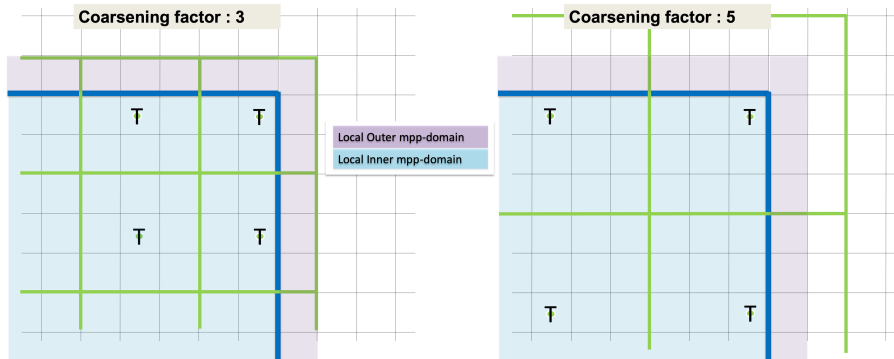 Coarsening factor : 3
Coarsening factor : 5
T
T
T
T
Local Outer mpp-domain
Local Inner mpp-domain
T
T
T
T